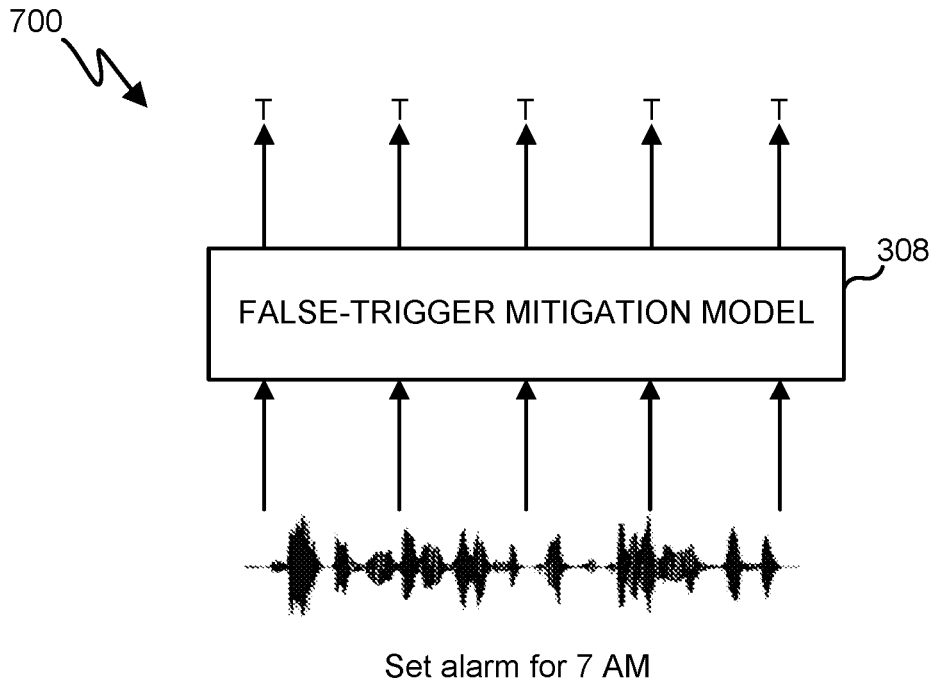 700
T T T T T
308
FALSE-TRIGGER MITIGATION MODEL
Set alarm for 7 AM